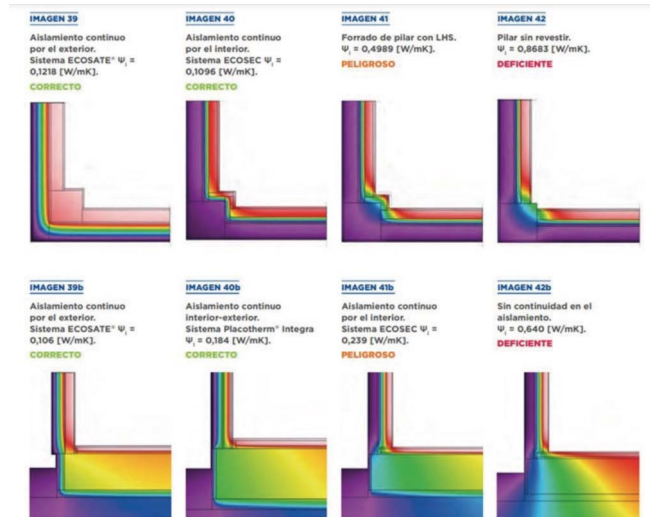 IMAGEN 39
Aislamiento continuo
por el exterior.
Sistema ECOSATE® Ψi =
0,1218 [W/mK].
CORRECTO
IMAGEN 40
Aislamiento continuo
por el interior.
Sistema ECOSEC Ψi =
0,1096 [W/mK].
CORRECTO
IMAGEN 41
Forrado de pilar con LHS.
Ψi = 0,4989 [W/mK].
PELIGROSO
IMAGEN 42
Pilar sin revestir.
Ψi = 0,8683 [W/mK].
DEFICIENTE
IMAGEN 39b
Aislamiento continuo
por el exterior.
Sistema ECOSATE® Ψi =
0,106 [W/mK].
CORRECTO
IMAGEN 40b
Aislamiento continuo
interior-exterior.
Sistema Placotherm® Integra
Ψi = 0,184 [W/mK].
CORRECTO
IMAGEN 41b
Aislamiento continuo
por el interior.
Sistema ECOSEC Ψi =
0,239 [W/mK].
PELIGROSO
IMAGEN 42b
Sin continuidad en el
aislamiento.
Ψi = 0,640 [W/mK].
DEFICIENTE